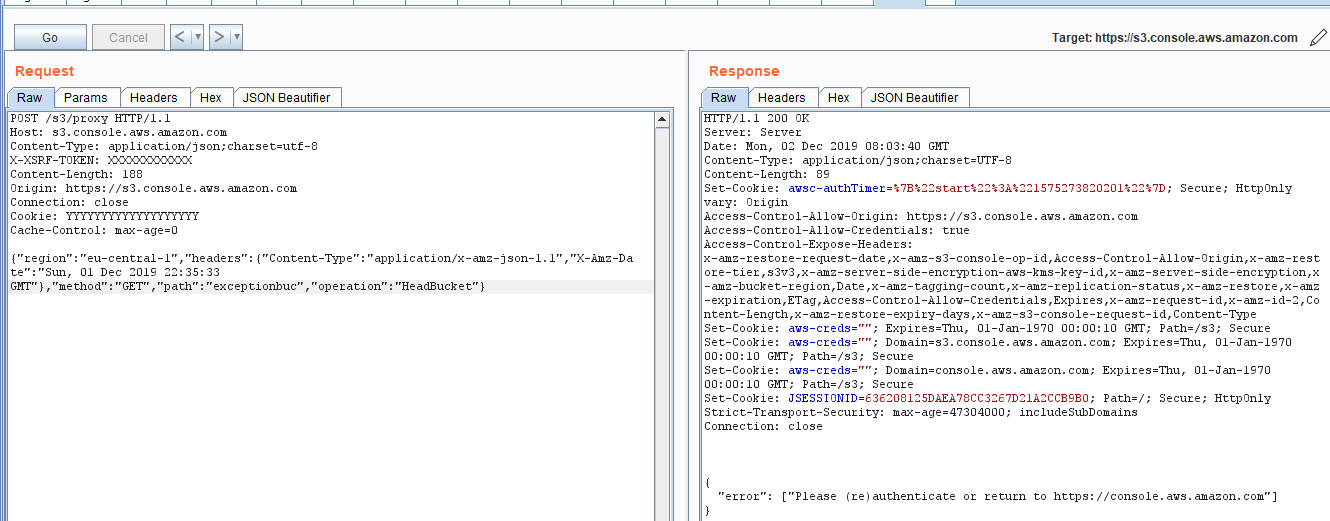 Go
Cancel
<
>
Target: https://s3.console.aws.amazon.com
Request
Raw
Params
Headers
Hex
JSON Beautifier
POST /s3/proxy HTTP/1.1
Host: s3.console.aws.amazon.com
Content-Type: application/json;charset=utf-8
X-XSRF-TOKEN: XXXXXXXXXXXXX
Content-Length: 188
Origin: https://s3.console.aws.amazon.com
Connection: close
Cookie: YYYYYYYYYYYYYYYYYYY
Cache-Control: max-age=0
{"region":"eu-central-1","headers":{"Content-Type":"application/x-amz-json-1.1","X-Amz-Da
te":"Sun, 01 Dec 2019 22:35:33
GMT"},"method":"GET","path":"exceptionbuc","operation":"HeadBucket"}
Response
Raw
Headers
Hex
JSON Beautifier
HTTP/1.1 200 OK
Server: Server
Date: Mon, 02 Dec 2019 08:03:40 GMT
Content-Type: application/json;charset=UTF-8
Content-Length: 89
Set-Cookie: awsc-authTimer=%7B%22start%22%3A%221575273820201%22%7D; Secure; HttpOnly
vary: Origin
Access-Control-Allow-Origin: https://s3.console.aws.amazon.com
Access-Control-Allow-Credentials: true
Access-Control-Expose-Headers:
x-amz-restore-request-date,x-amz-s3-console-op-id,Access-Control-Allow-Origin,x-amz-rest
ore-tier,s3v3,x-amz-server-side-encryption-aws-kms-key-id,x-amz-server-side-encryption,x
-amz-bucket-region,Date,x-amz-tagging-count,x-amz-replication-status,x-amz-restore,x-amz
-expiration,ETag,Access-Control-Allow-Credentials,Expires,x-amz-request-id,x-amz-id-2,Co
ntent-Length,x-amz-restore-expiry-days,x-amz-s3-console-request-id,Content-Type
Set-Cookie: aws-creds=""; Expires=Thu, 01-Jan-1970 00:00:10 GMT; Path=/s3; Secure
Set-Cookie: aws-creds=""; Domain=s3.console.aws.amazon.com; Expires=Thu, 01-Jan-1970
00:00:10 GMT; Path=/s3; Secure
Set-Cookie: aws-creds=""; Domain=console.aws.amazon.com; Expires=Thu, 01-Jan-1970
00:00:10 GMT; Path=/s3; Secure
Set-Cookie: JSESSIONID=636208125DAEA78CC3267D21A2CCB9B0; Path=/; Secure; HttpOnly
Strict-Transport-Security: max-age=47304000; includeSubDomains
Connection: close
{
"error": ["Please (re)authenticate or return to https://console.aws.amazon.com"]
}